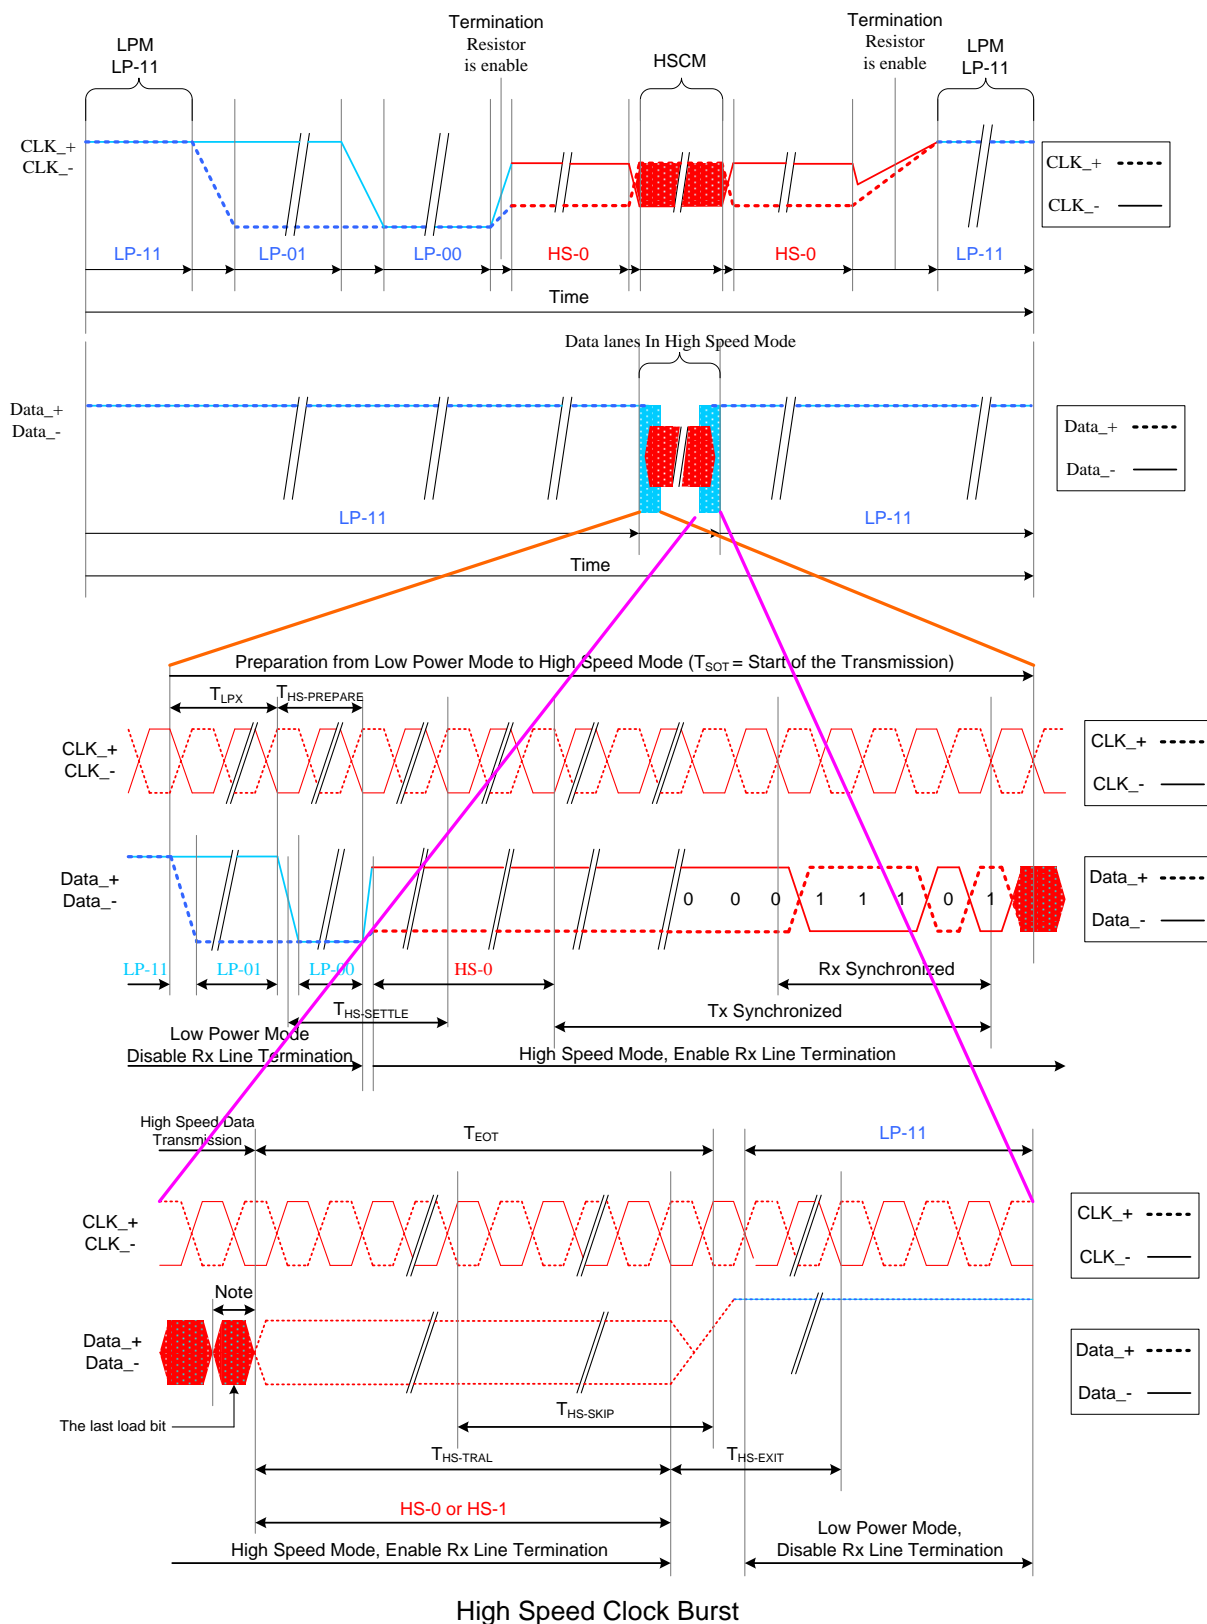 LPM
LP-11
Termination
Resistor
is enable
HSCM
Termination
Resistor
is enable
LPM
LP-11
CLK_+
CLK_-
CLK_+
CLK_-
LP-11
LP-01
LP-00
HS-0
HS-0
LP-11
Time
Data lanes In High Speed Mode
Data_+
Data_-
Data_+
Data_-
LP-11
LP-11
Time
Preparation from Low Power Mode to High Speed Mode (TSOT = Start of the Transmission)
TLPX
THS-PREPARE
CLK_+
CLK_-
CLK_+
CLK_-
Data_+
Data_-
0 0 0 1 1 1 0 1
Data_+
Data_-
LP-11
LP-01
LP-00
HS-0
Rx Synchronized
THS-SETTLE
Tx Synchronized
Low Power Mode
Disable Rx Line Termination
High Speed Mode, Enable Rx Line Termination
High Speed Data
Transmission
TEOT
LP-11
CLK_+
CLK_-
CLK_+
CLK_-
Note
Data_+
Data_-
Data_+
Data_-
The last load bit
THS-SKIP
THS-TRAL
THS-EXIT
HS-0 or HS-1
High Speed Mode, Enable Rx Line Termination
Low Power Mode,
Disable Rx Line Termination
High Speed Clock Burst